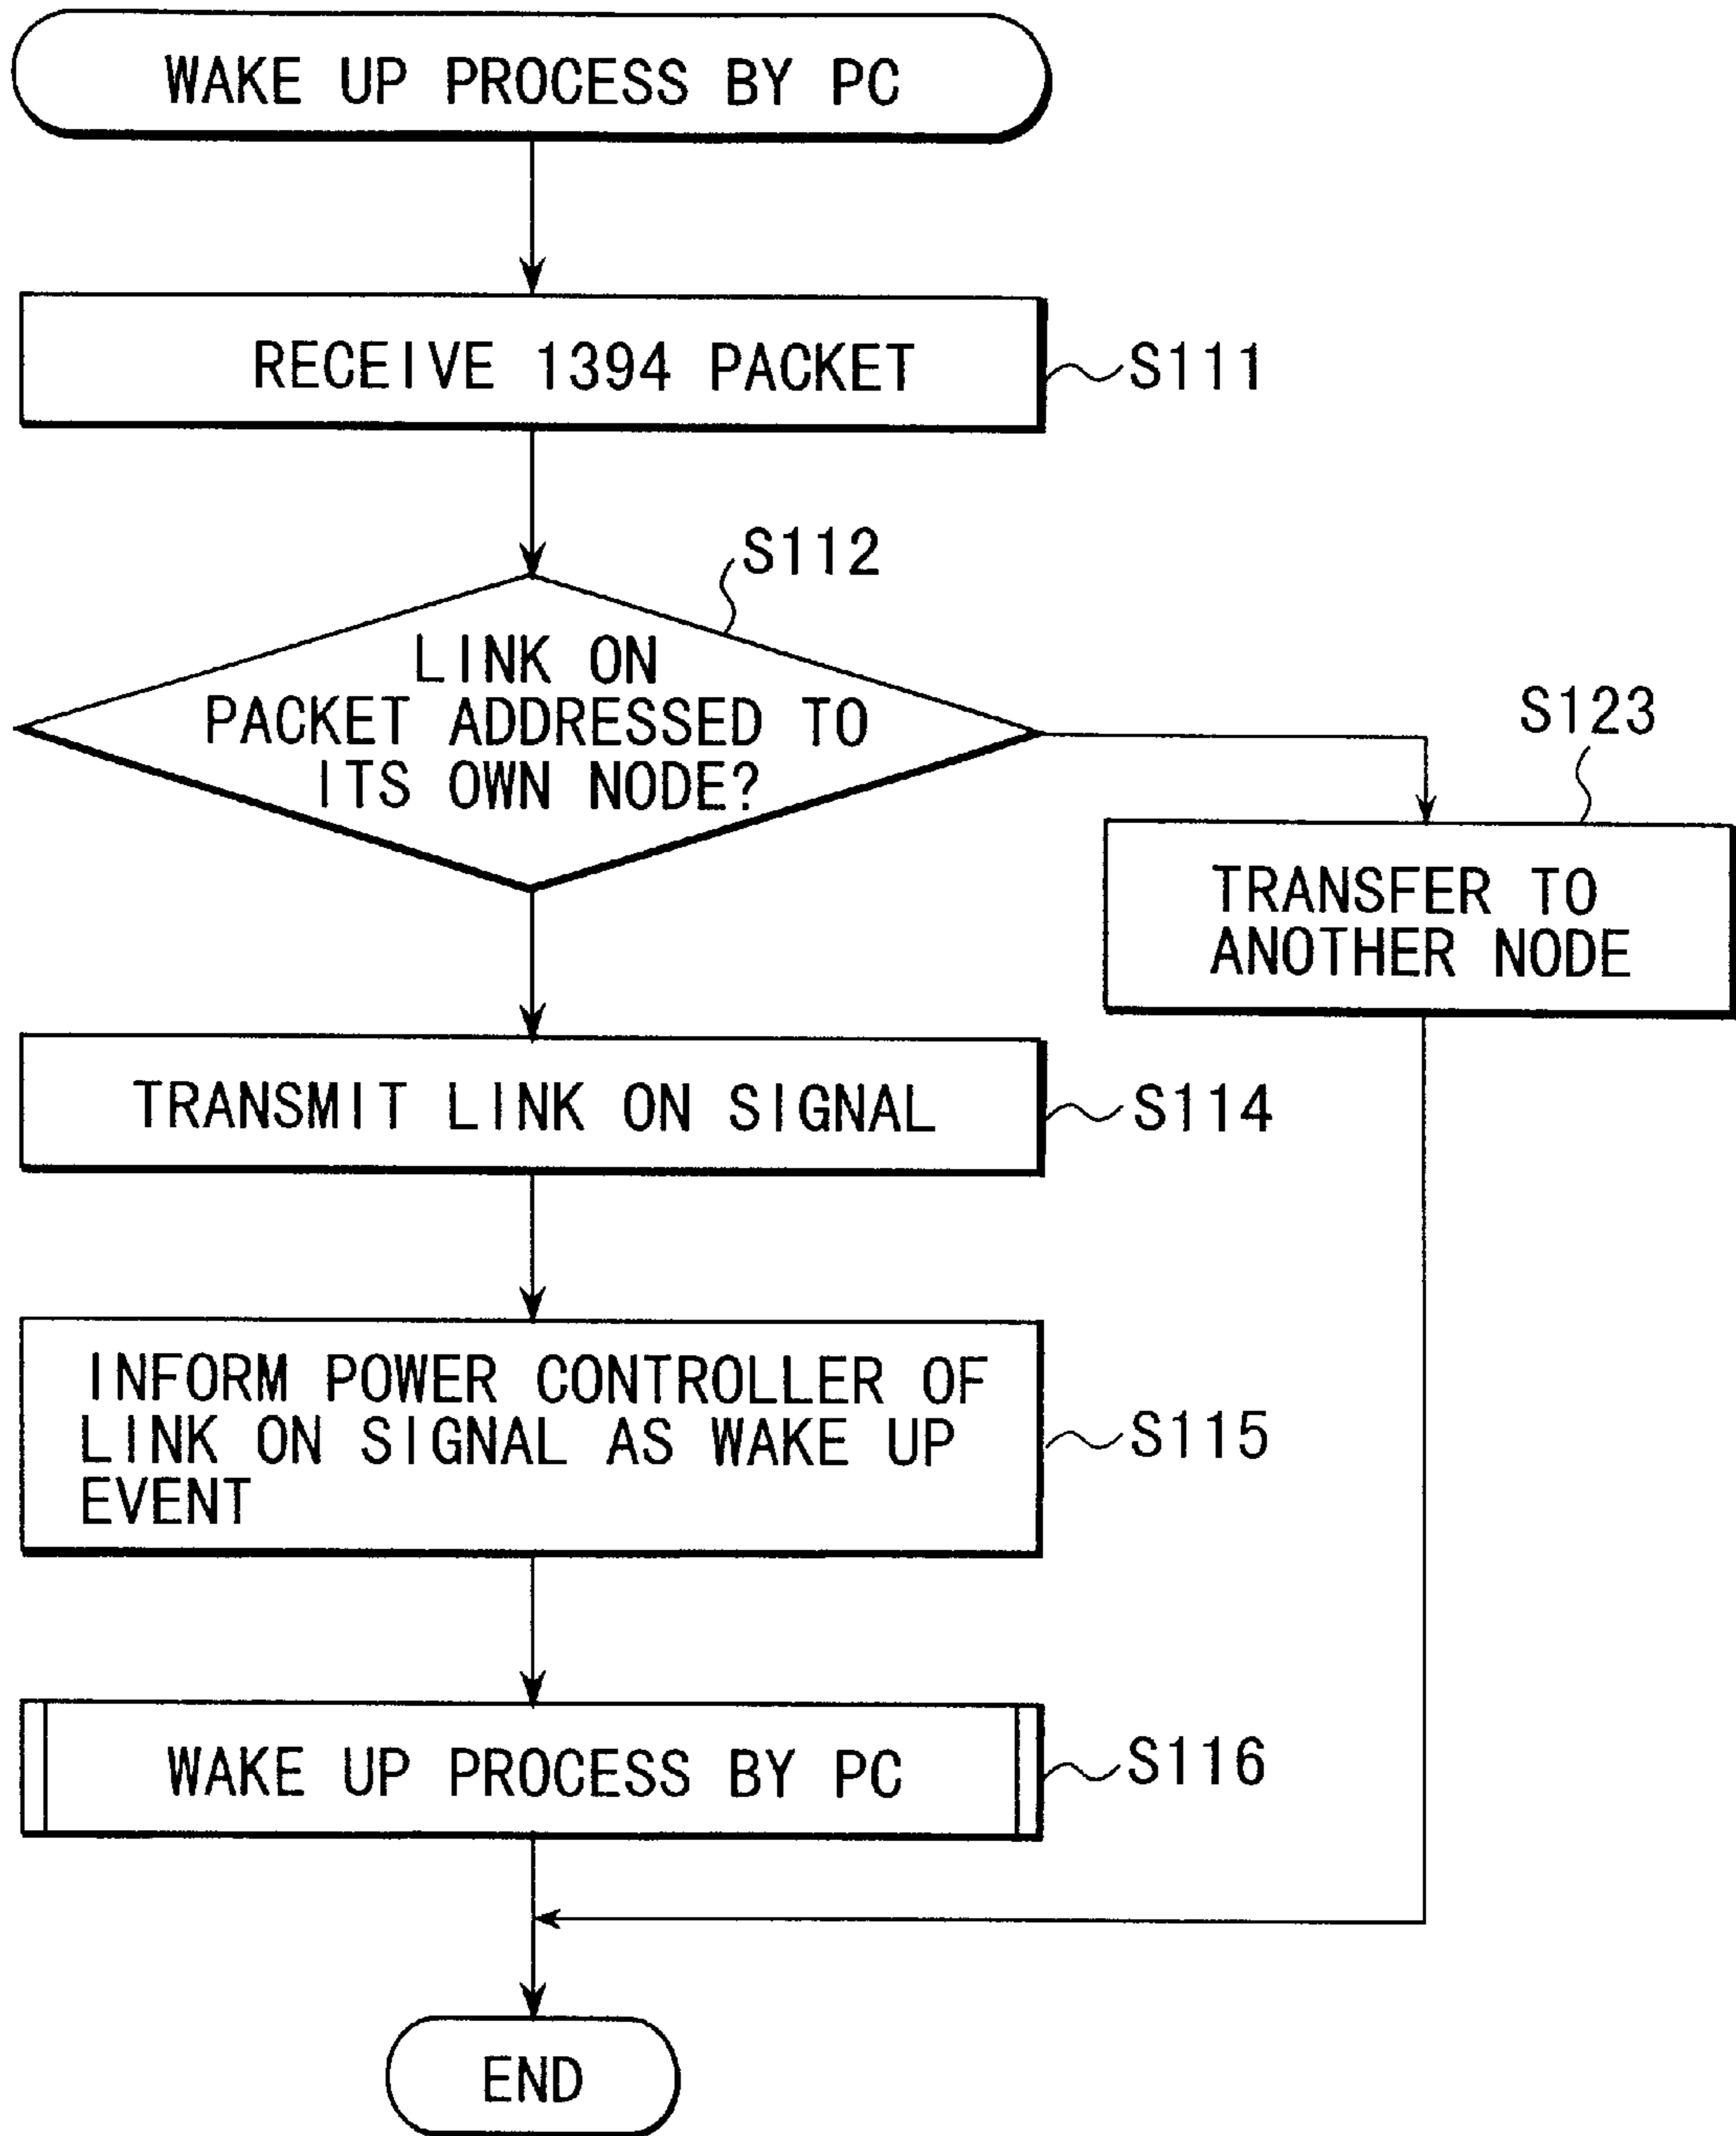 WAKE UP PROCESS BY PC
RECEIVE 1394 PACKET
S111
S112
LINK ON
PACKET ADDRESSED TO
ITS OWN NODE?
S123
TRANSFER TO
ANOTHER NODE
TRANSMIT LINK ON SIGNAL
S114
INFORM POWER CONTROLLER OF
LINK ON SIGNAL AS WAKE UP
EVENT
S115
WAKE UP PROCESS BY PC
S116
END